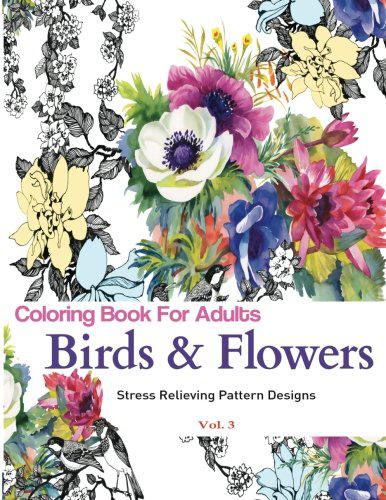 Coloring Book For Adults
Birds & Flowers
Stress Relieving Pattern Designs
Vol. 3